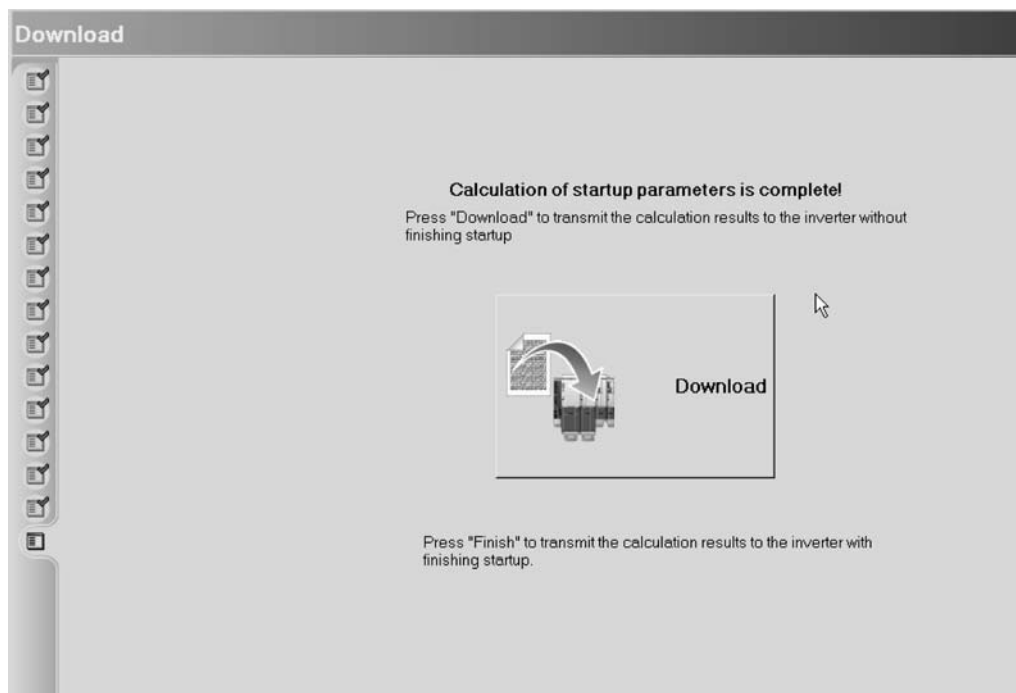 Download
Calculation of startup parameters is complete!
Press "Download" to transmit the calculation results to the inverter without
finishing startup
Download
Press "Finish" to transmit the calculation results to the inverter with
finishing startup.